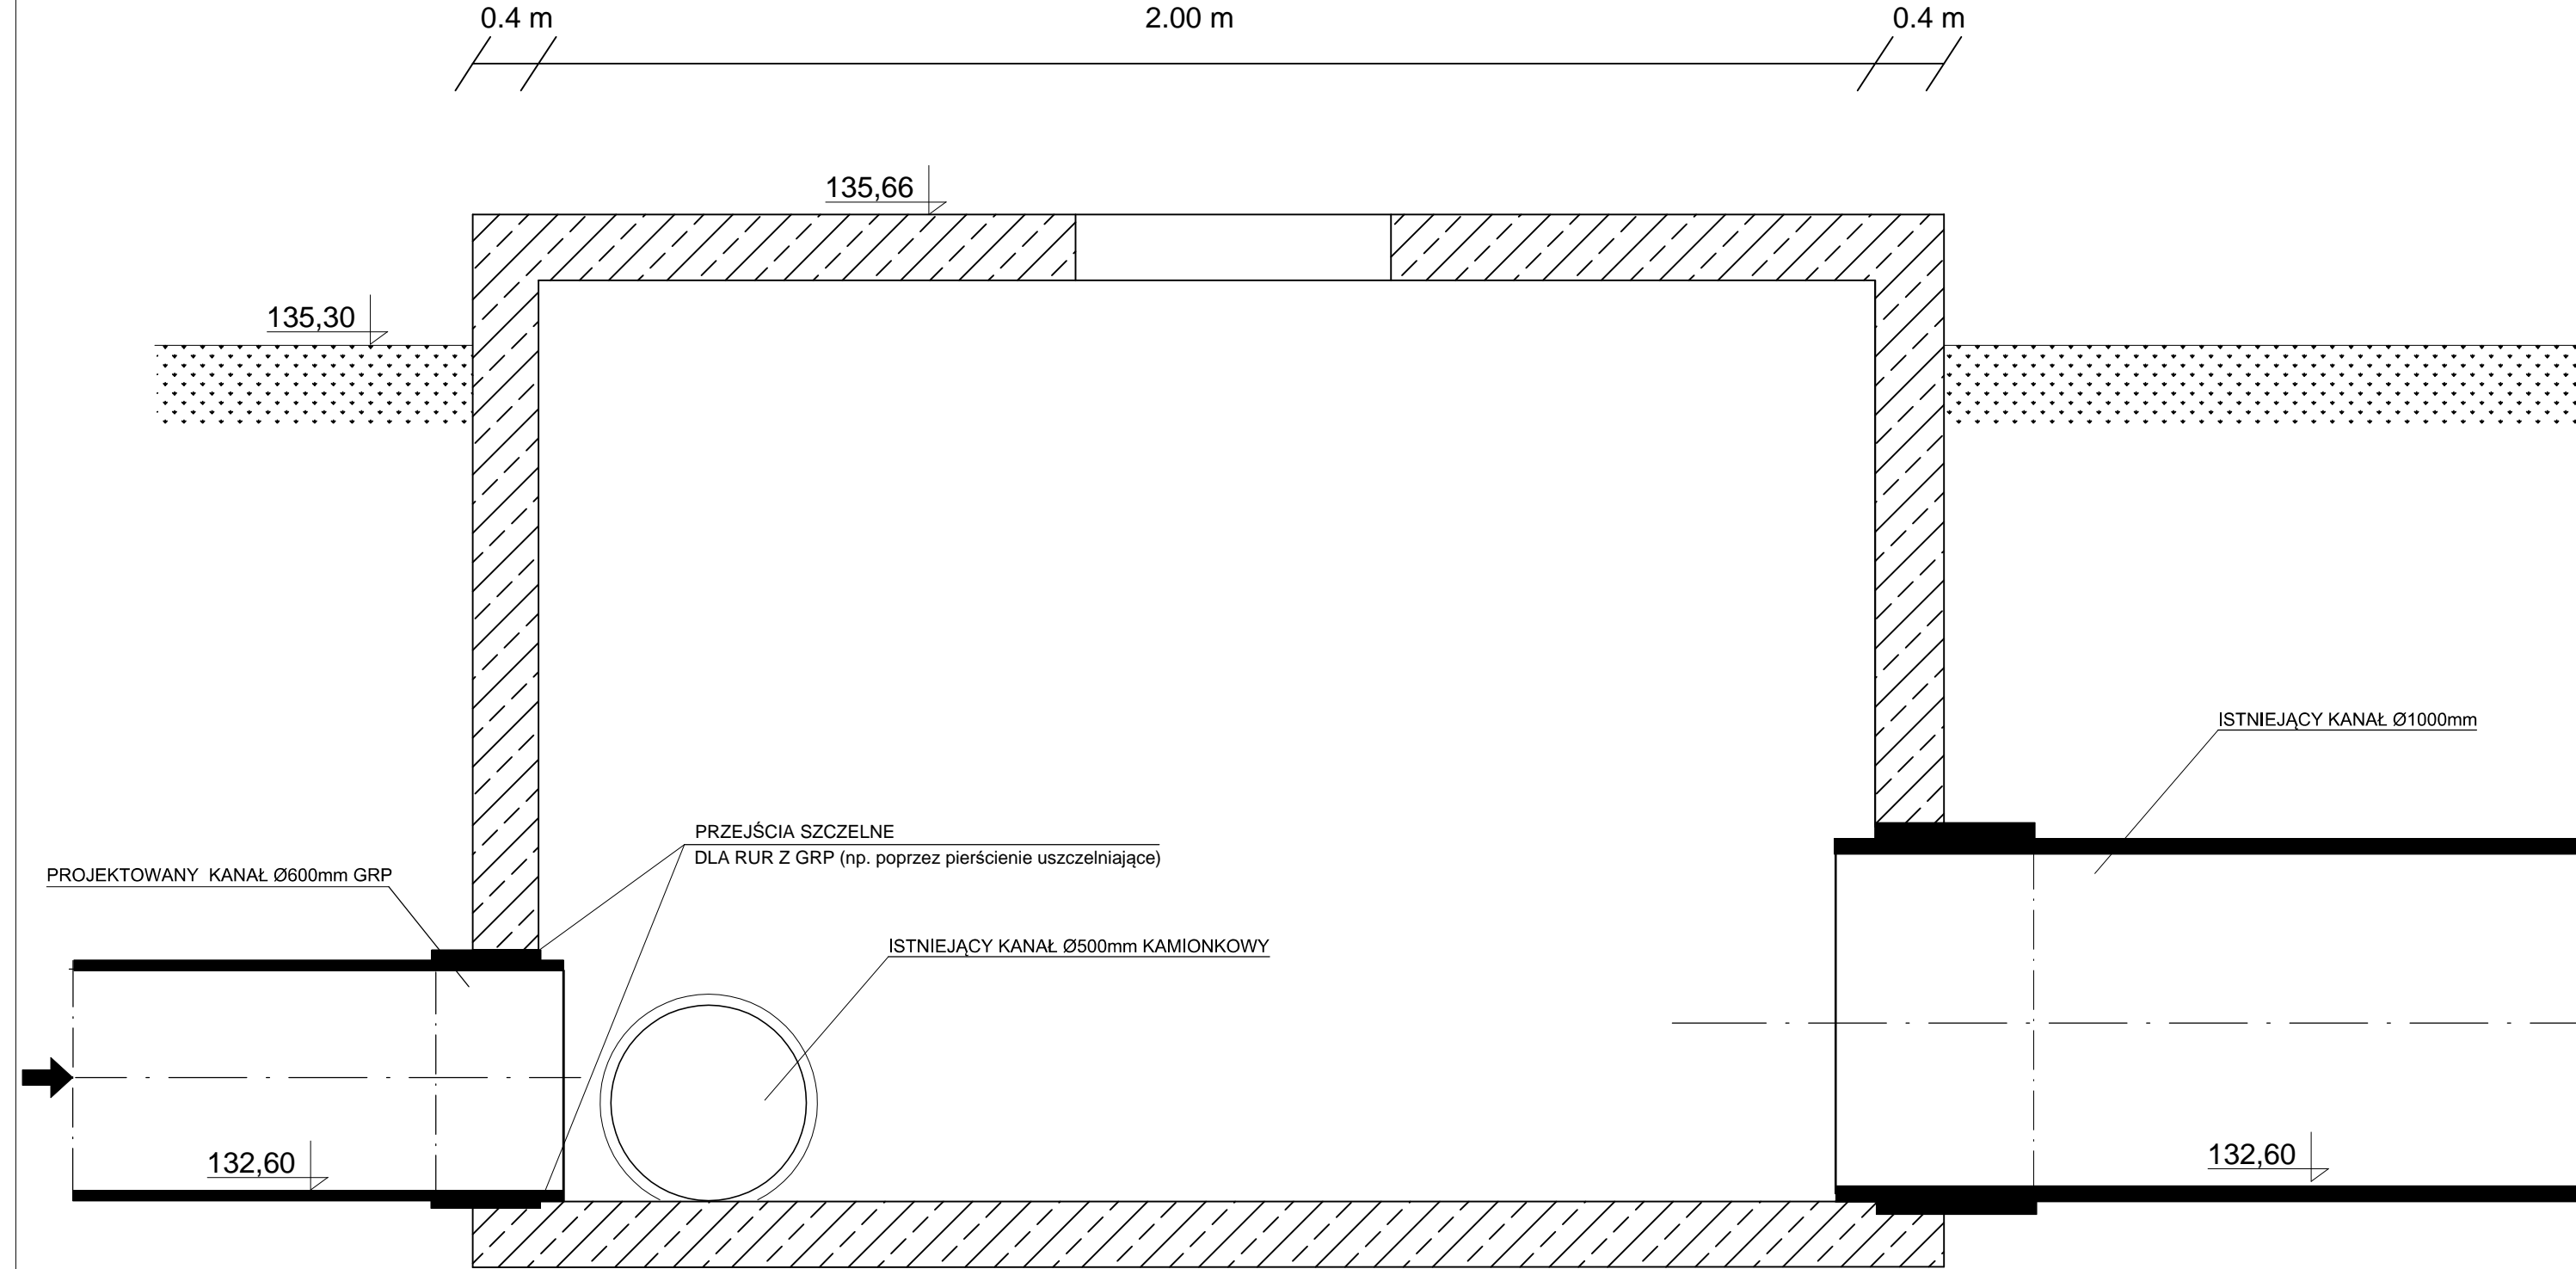 0.4 m
2.00 m
0.4 m
135,66
135,30
ISTNIEJĄCY KANAŁ Ø1000mm
PRZEJŚCIA SZCZELNE
DLA RUR Z GRP (np. poprzez pierścienie uszczelniające)
PROJEKTOWANY KANAŁ Ø600mm GRP
ISTNIEJĄCY KANAŁ Ø500mm KAMIONKOWY
132,60
132,60